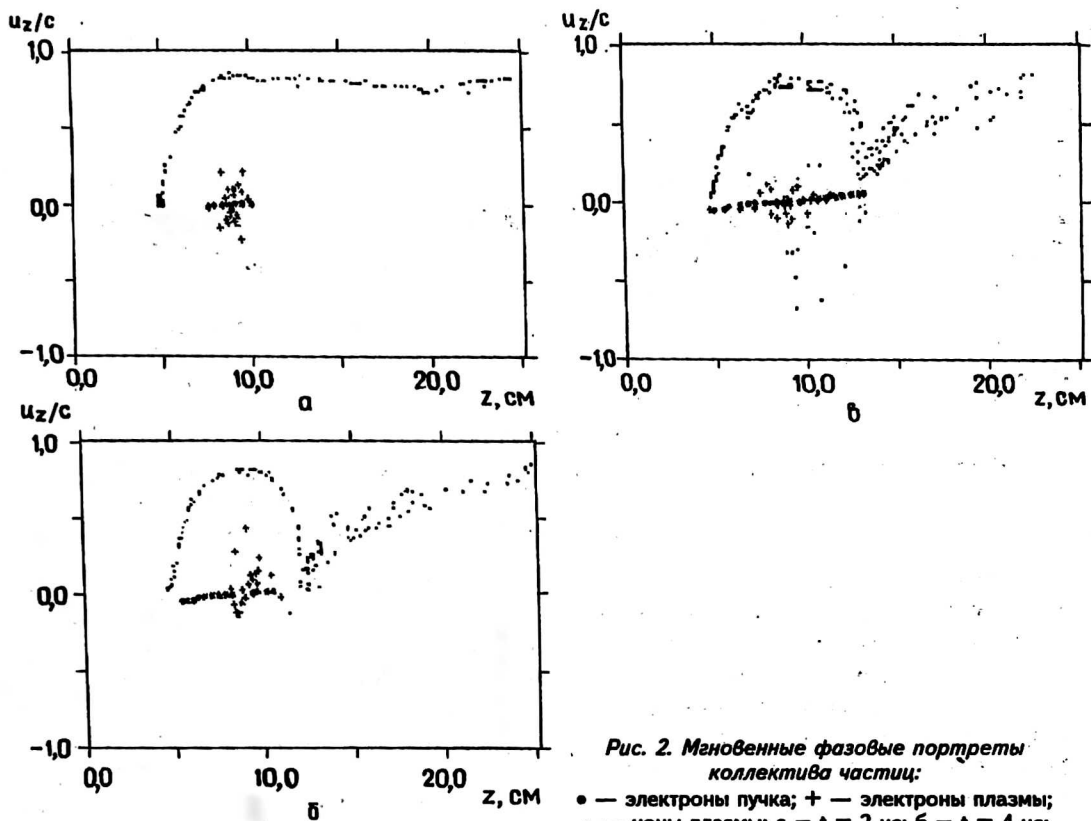 u_z/c
1,0
0,0
−1,0
0,0
10,0
20,0
z, см
а
u_z/c
1,0
0,0
−1,0
0,0
10,0
20,0
z, см
в
u_z/c
1,0
0,0
−1,0
0,0
10,0
20,0
z, см
б
Рис. 2. Мгновенные фазовые портреты
коллектива частиц:
• — электроны пучка; + — электроны плазмы;
плазмы;